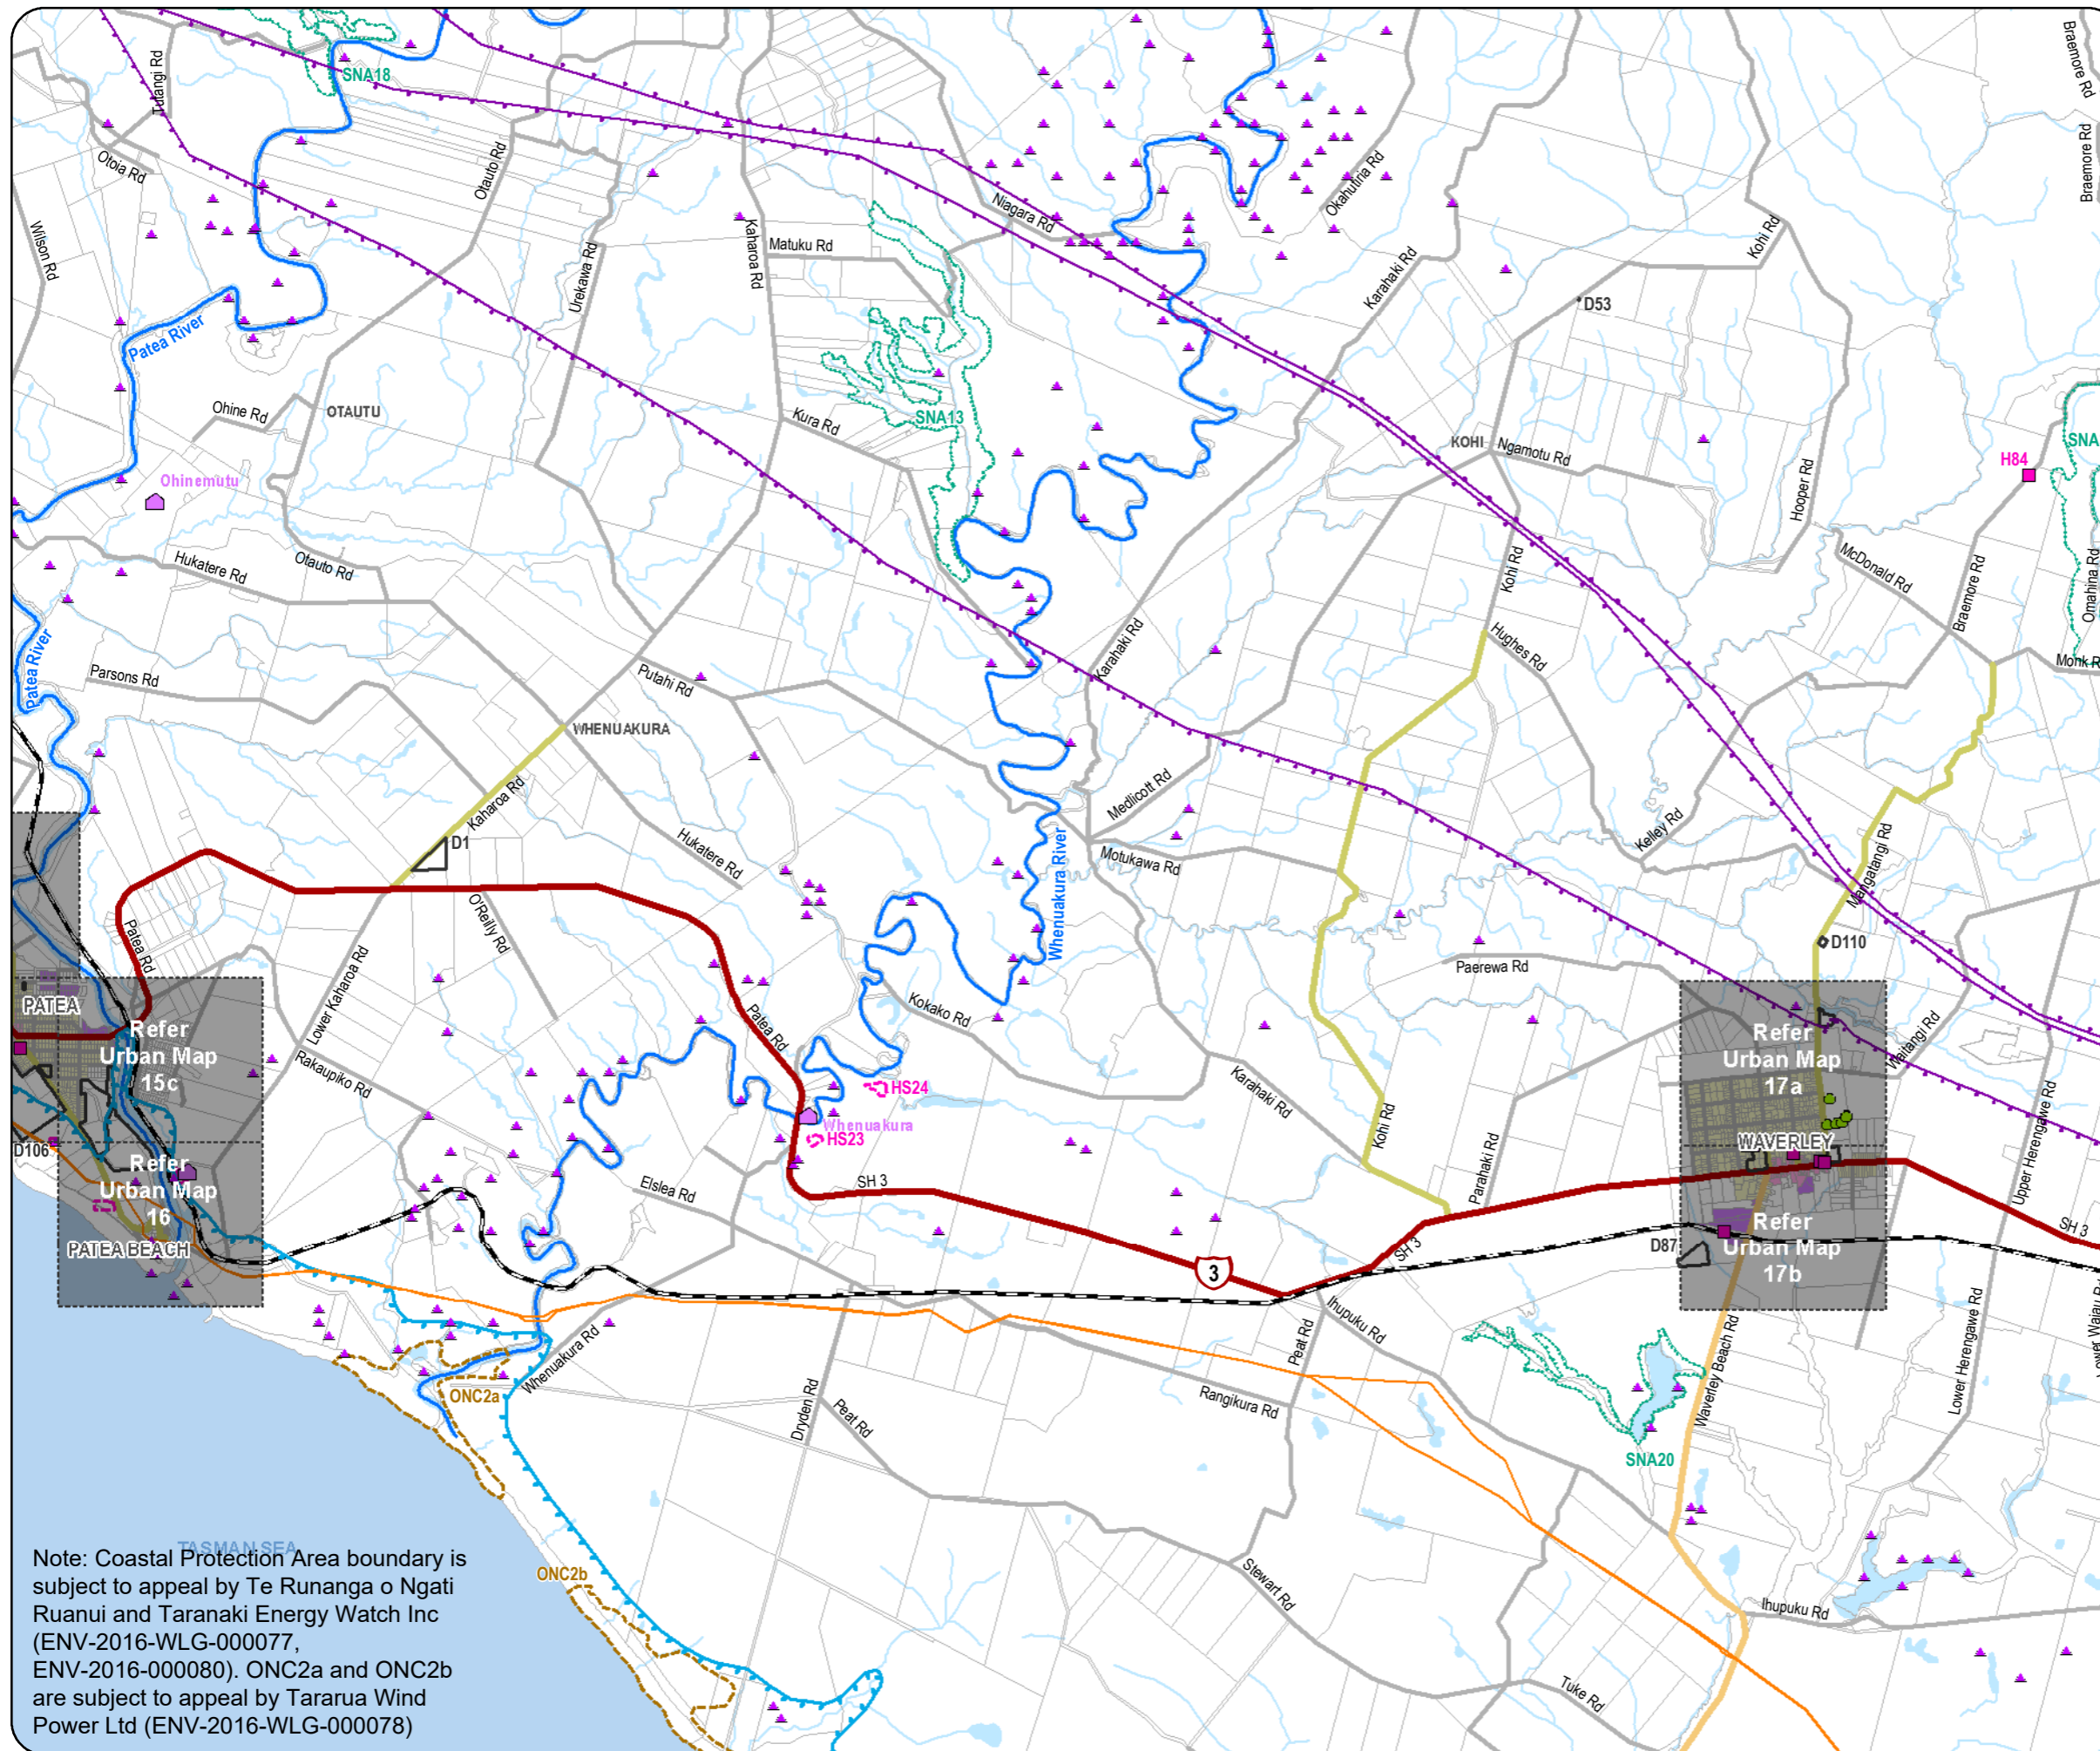 Tutangi Rd
SNA18
Otoia Rd
Wilson Rd
Otauto Rd
Urekawa Rd
Kaharoa Rd
Matuku Rd
Niagara Rd
Okahutiria Rd
Karahaki Rd
Kohi Rd
Braemore Rd
Braemore Rd
D53
Patea River
Ohine Rd
OTAUTU
Kura Rd
SNA13
KOHI
Ngamotu Rd
Hooper Rd
H84
SNA
Ohinemutu
Hukatere Rd
Otauto Rd
Kohi Rd
McDonald Rd
Braemore Rd
Omahina Rd
Patea River
Parsons Rd
Putahi Rd
Karahaki Rd
Hughes Rd
Monk R
WHENUAKURA
Kaharoa Rd
D1
Hukatere Rd
Medlicott Rd
Motukawa Rd
Whenuakura River
Kelley Rd
Mangatangi Rd
D110
Patea Rd
O'Reilly Rd
Lower Kaharoa Rd
Paerewa Rd
PATEA
Refer
Urban Map
15c
Rakaupiko Rd
Patea Rd
Kokako Rd
Karahaki Rd
Kohi Rd
Refer
Urban Map
17a
Waitangi Rd
HS24
Whenuakura
HS23
D106
Refer
Urban Map
16
PATEA BEACH
Elslea Rd
SH 3
Parahaki Rd
WAVERLEY
Upper Herengawe Rd
SH 3
SH 3
3
D87
Refer
Urban Map
17b
Ihupuku Rd
Peat Rd
Waverley Beach Rd
Lower Herengawe Rd
Whenuakura Rd
ONC2a
Dryden Rd
Peat Rd
Rangikura Rd
SNA20
TASMAN SEA
ONC2b
Stewart Rd
Ihupuku Rd
Tuke Rd
Note: Coastal Protection Area boundary is
subject to appeal by Te Runanga o Ngati
Ruanui and Taranaki Energy Watch Inc
(ENV-2016-WLG-000077,
ENV-2016-000080). ONC2a and ONC2b
are subject to appeal by Tararua Wind
Power Ltd (ENV-2016-WLG-000078)